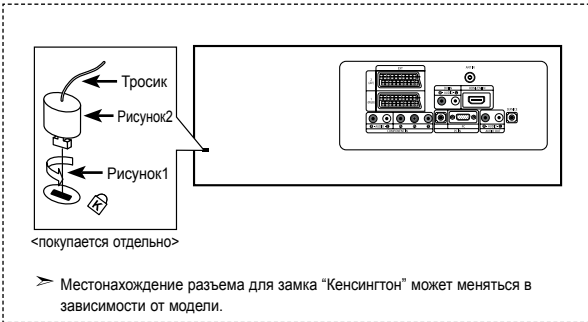 Тросик
Рисунок2
Рисунок1
<покупается отдельно>
Местонахождение разъема для замка “Кенсингтон” может меняться в
зависимости от модели.